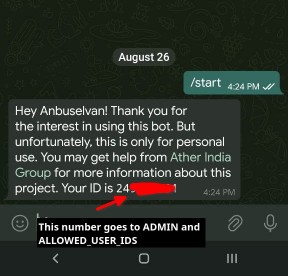 August 26
/start 4:24 PM
Hey Anbuselvan! Thank you for
the interest in using this bot. But
unfortunately, this is only for personal
use. You may get help from Ather India
Group for more information about this
project. Your ID is 24
4:24 PM
This number goes to ADMIN and
ALLOWED_USER_IDS